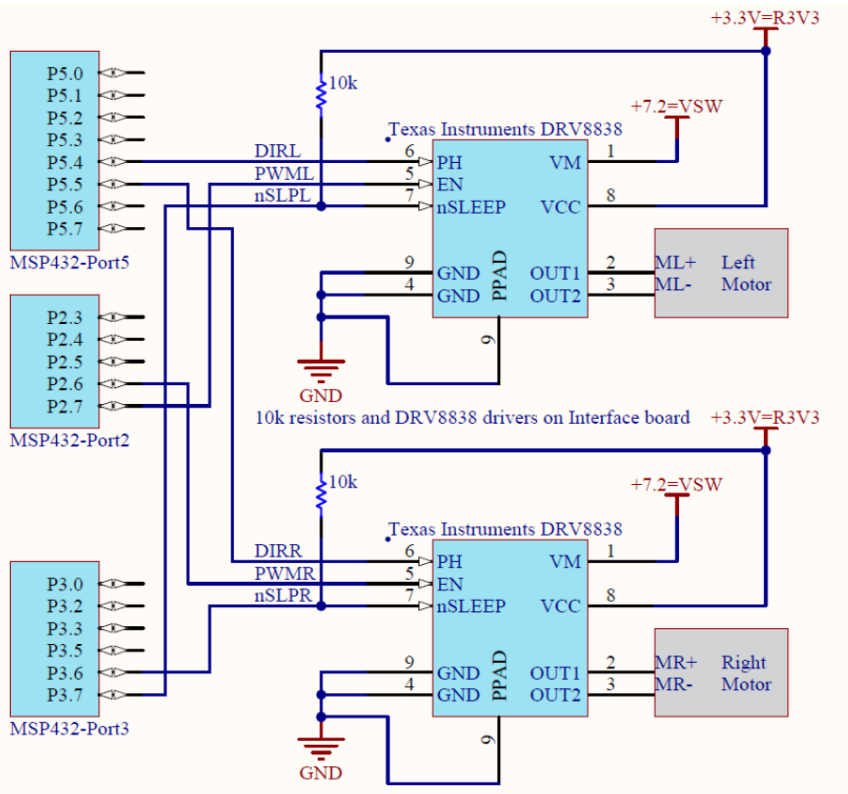 +3.3V=R3V3
P5.0
P5.1
P5.2
P5.3
P5.4
P5.5
P5.6
P5.7
MSP432-Port5
10k
+7.2=VSW
Texas Instruments DRV8838
DIRL 6 PH VM 1
PWML 5 EN
nSLPL 7 nSLEEP VCC 8
9 GND OUT1 2 ML+ Left
4 GND OUT2 3 ML- Motor
PPAD
9
GND
P2.3
P2.4
P2.5
P2.6
P2.7
MSP432-Port2
10k resistors and DRV8838 drivers on Interface board
+3.3V=R3V3
10k
+7.2=VSW
Texas Instruments DRV8838
DIRR 6 PH VM 1
PWMR 5 EN
nSLPR 7 nSLEEP VCC 8
9 GND OUT1 2 MR+ Right
4 GND OUT2 3 MR- Motor
PPAD
9
GND
P3.0
P3.2
P3.3
P3.5
P3.6
P3.7
MSP432-Port3